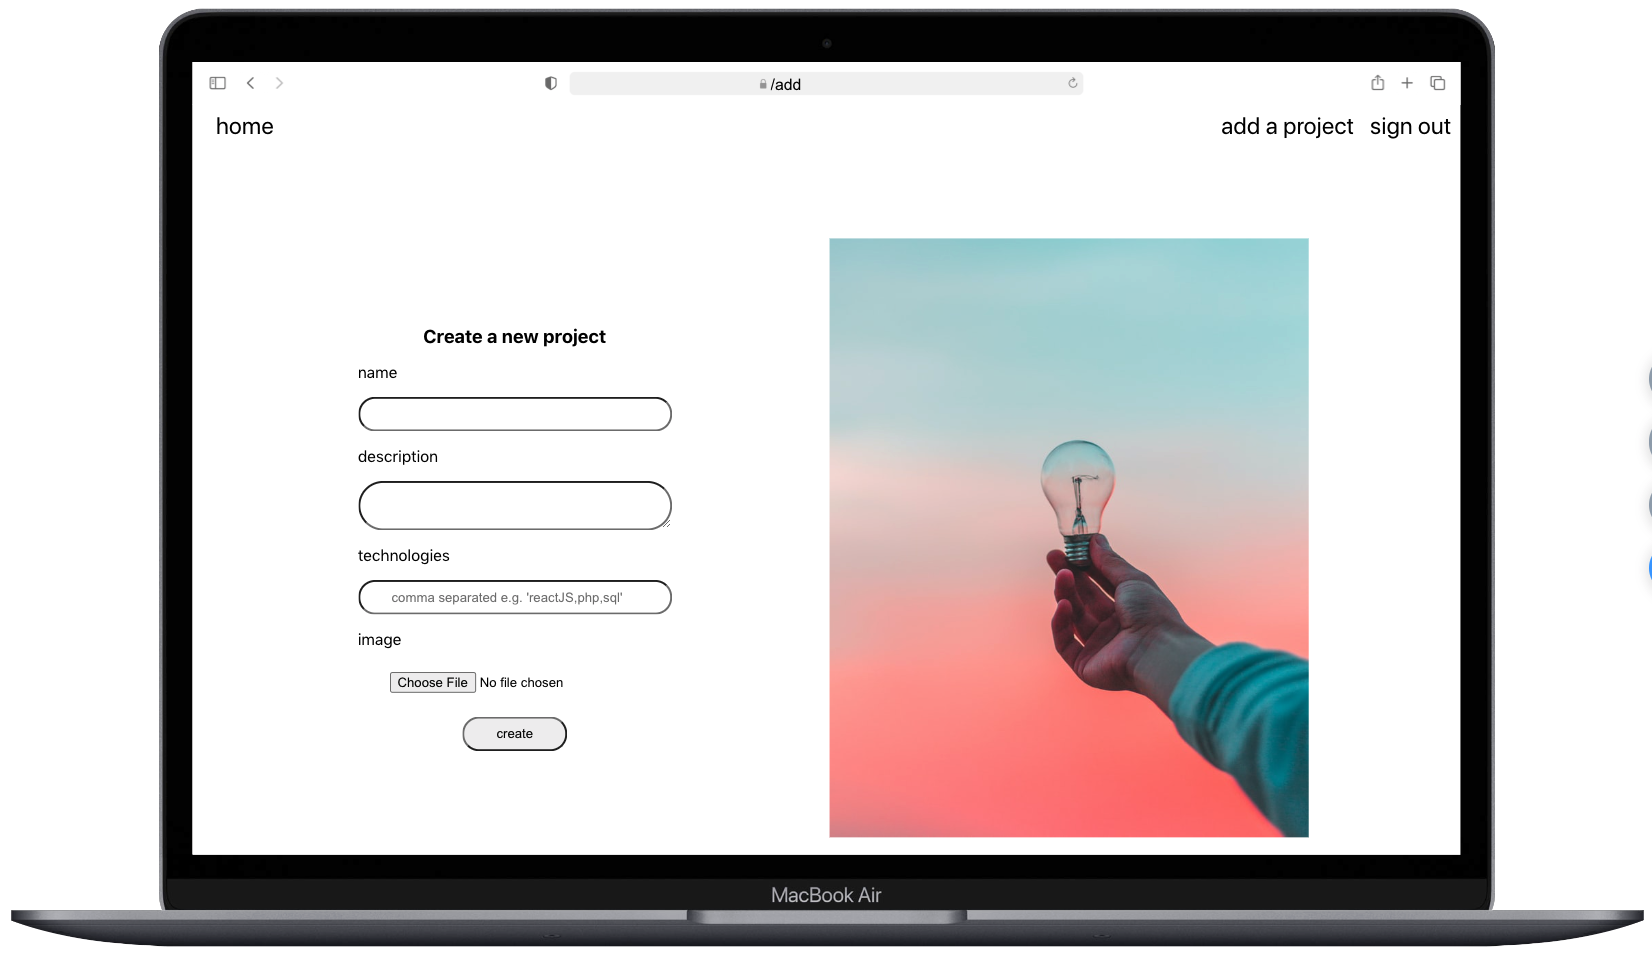 /add
home
add a project
sign out
Create a new project
name
description
technologies
comma separated e.g. 'reactJS,php,sql'
image
Choose File No file chosen
create
MacBook Air